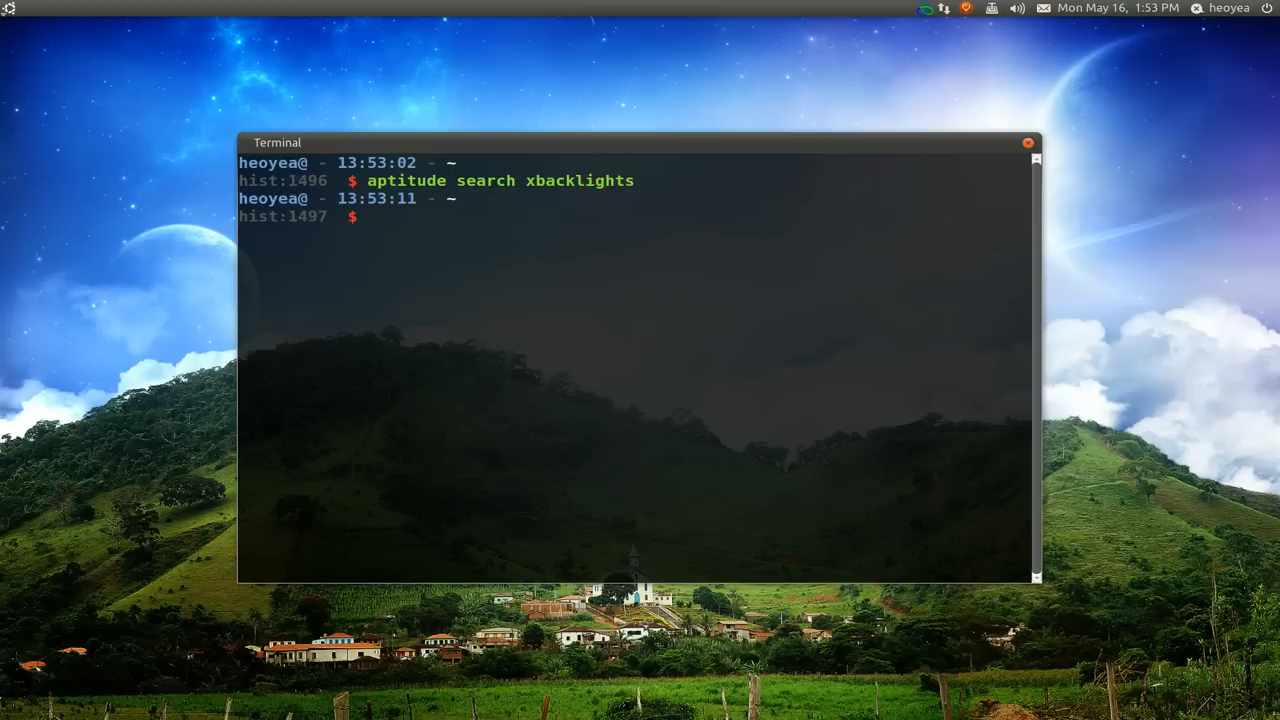 Mon May 16, 1:53 PM heoyea
Terminal
heoyea@ - 13:53:02 - ~
hist:1496 $ aptitude search xbacklights
heoyea@ - 13:53:11 - ~
hist:1497 $